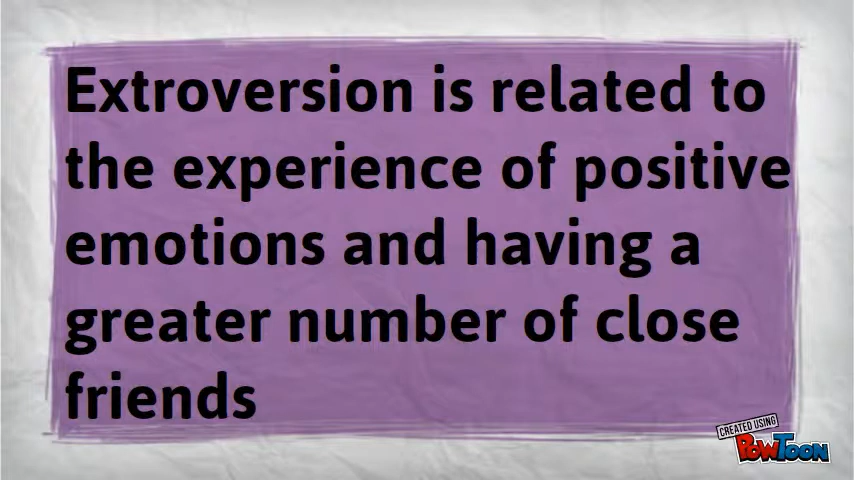 Extroversion is related to
the experience of positive
emotions and having a
greater number of close
friends
CREATED USING
POWTOON